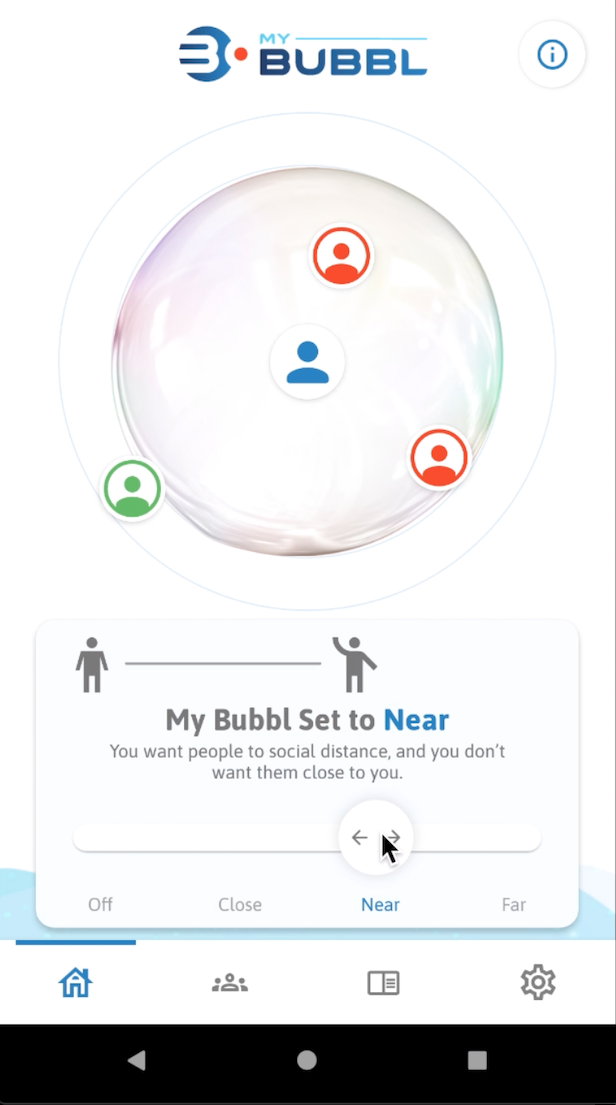 MY
BUBBL
My Bubbl Set to Near
You want people to social distance, and you don't
want them close to you.
Off Close Near Far